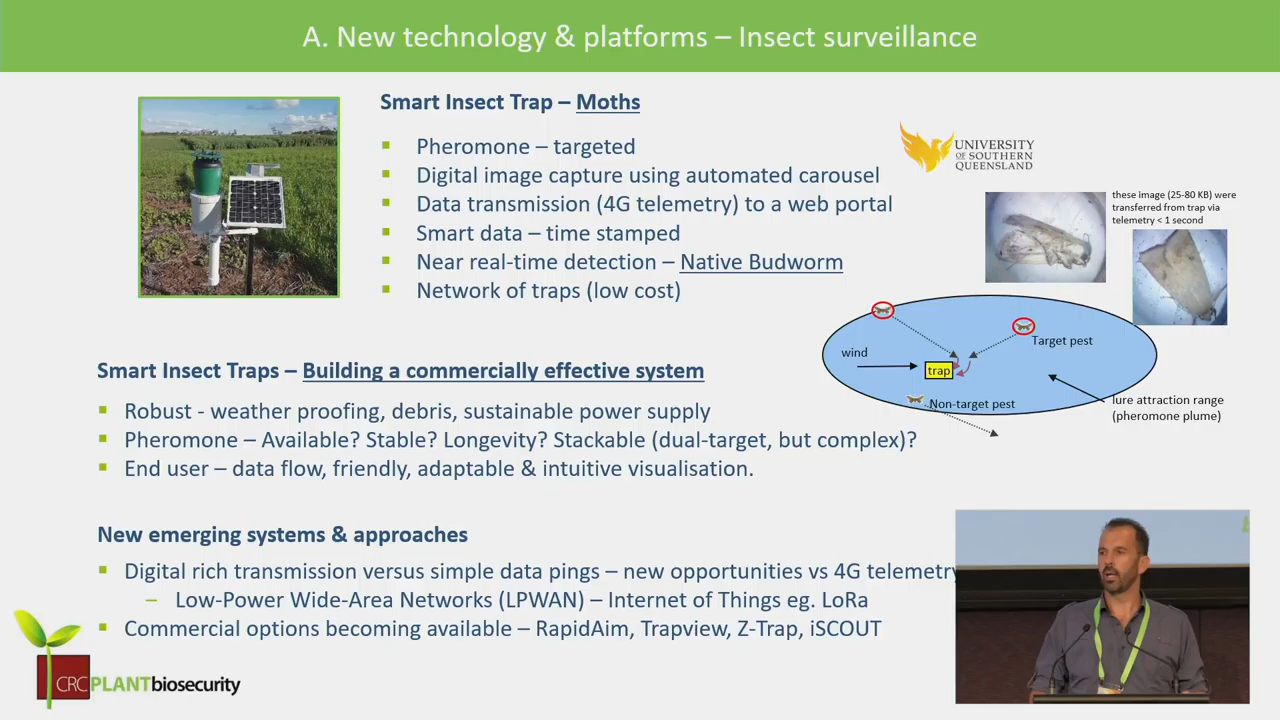 A. New technology & platforms – Insect surveillance
Smart Insect Trap – Moths
Pheromone – targeted
Digital image capture using automated carousel
Data transmission (4G telemetry) to a web portal
Smart data – time stamped
Near real-time detection – Native Budworm
Network of traps (low cost)
UNIVERSITY
OF SOUTHERN
QUEENSLAND
these image (25-80 KB) were
transferred from trap via
telemetry < 1 second
wind
trap
Target pest
Non-target pest
lure attraction range
(pheromone plume)
Smart Insect Traps – Building a commercially effective system
Robust - weather proofing, debris, sustainable power supply
Pheromone – Available? Stable? Longevity? Stackable (dual-target, but complex)?
End user – data flow, friendly, adaptable & intuitive visualisation.
New emerging systems & approaches
Digital rich transmission versus simple data pings – new opportunities vs 4G telemetry
– Low-Power Wide-Area Networks (LPWAN) – Internet of Things eg. LoRa
Commercial options becoming available – RapidAim, Trapview, Z-Trap, iSCOUT
CRCPLANTbiosecurity